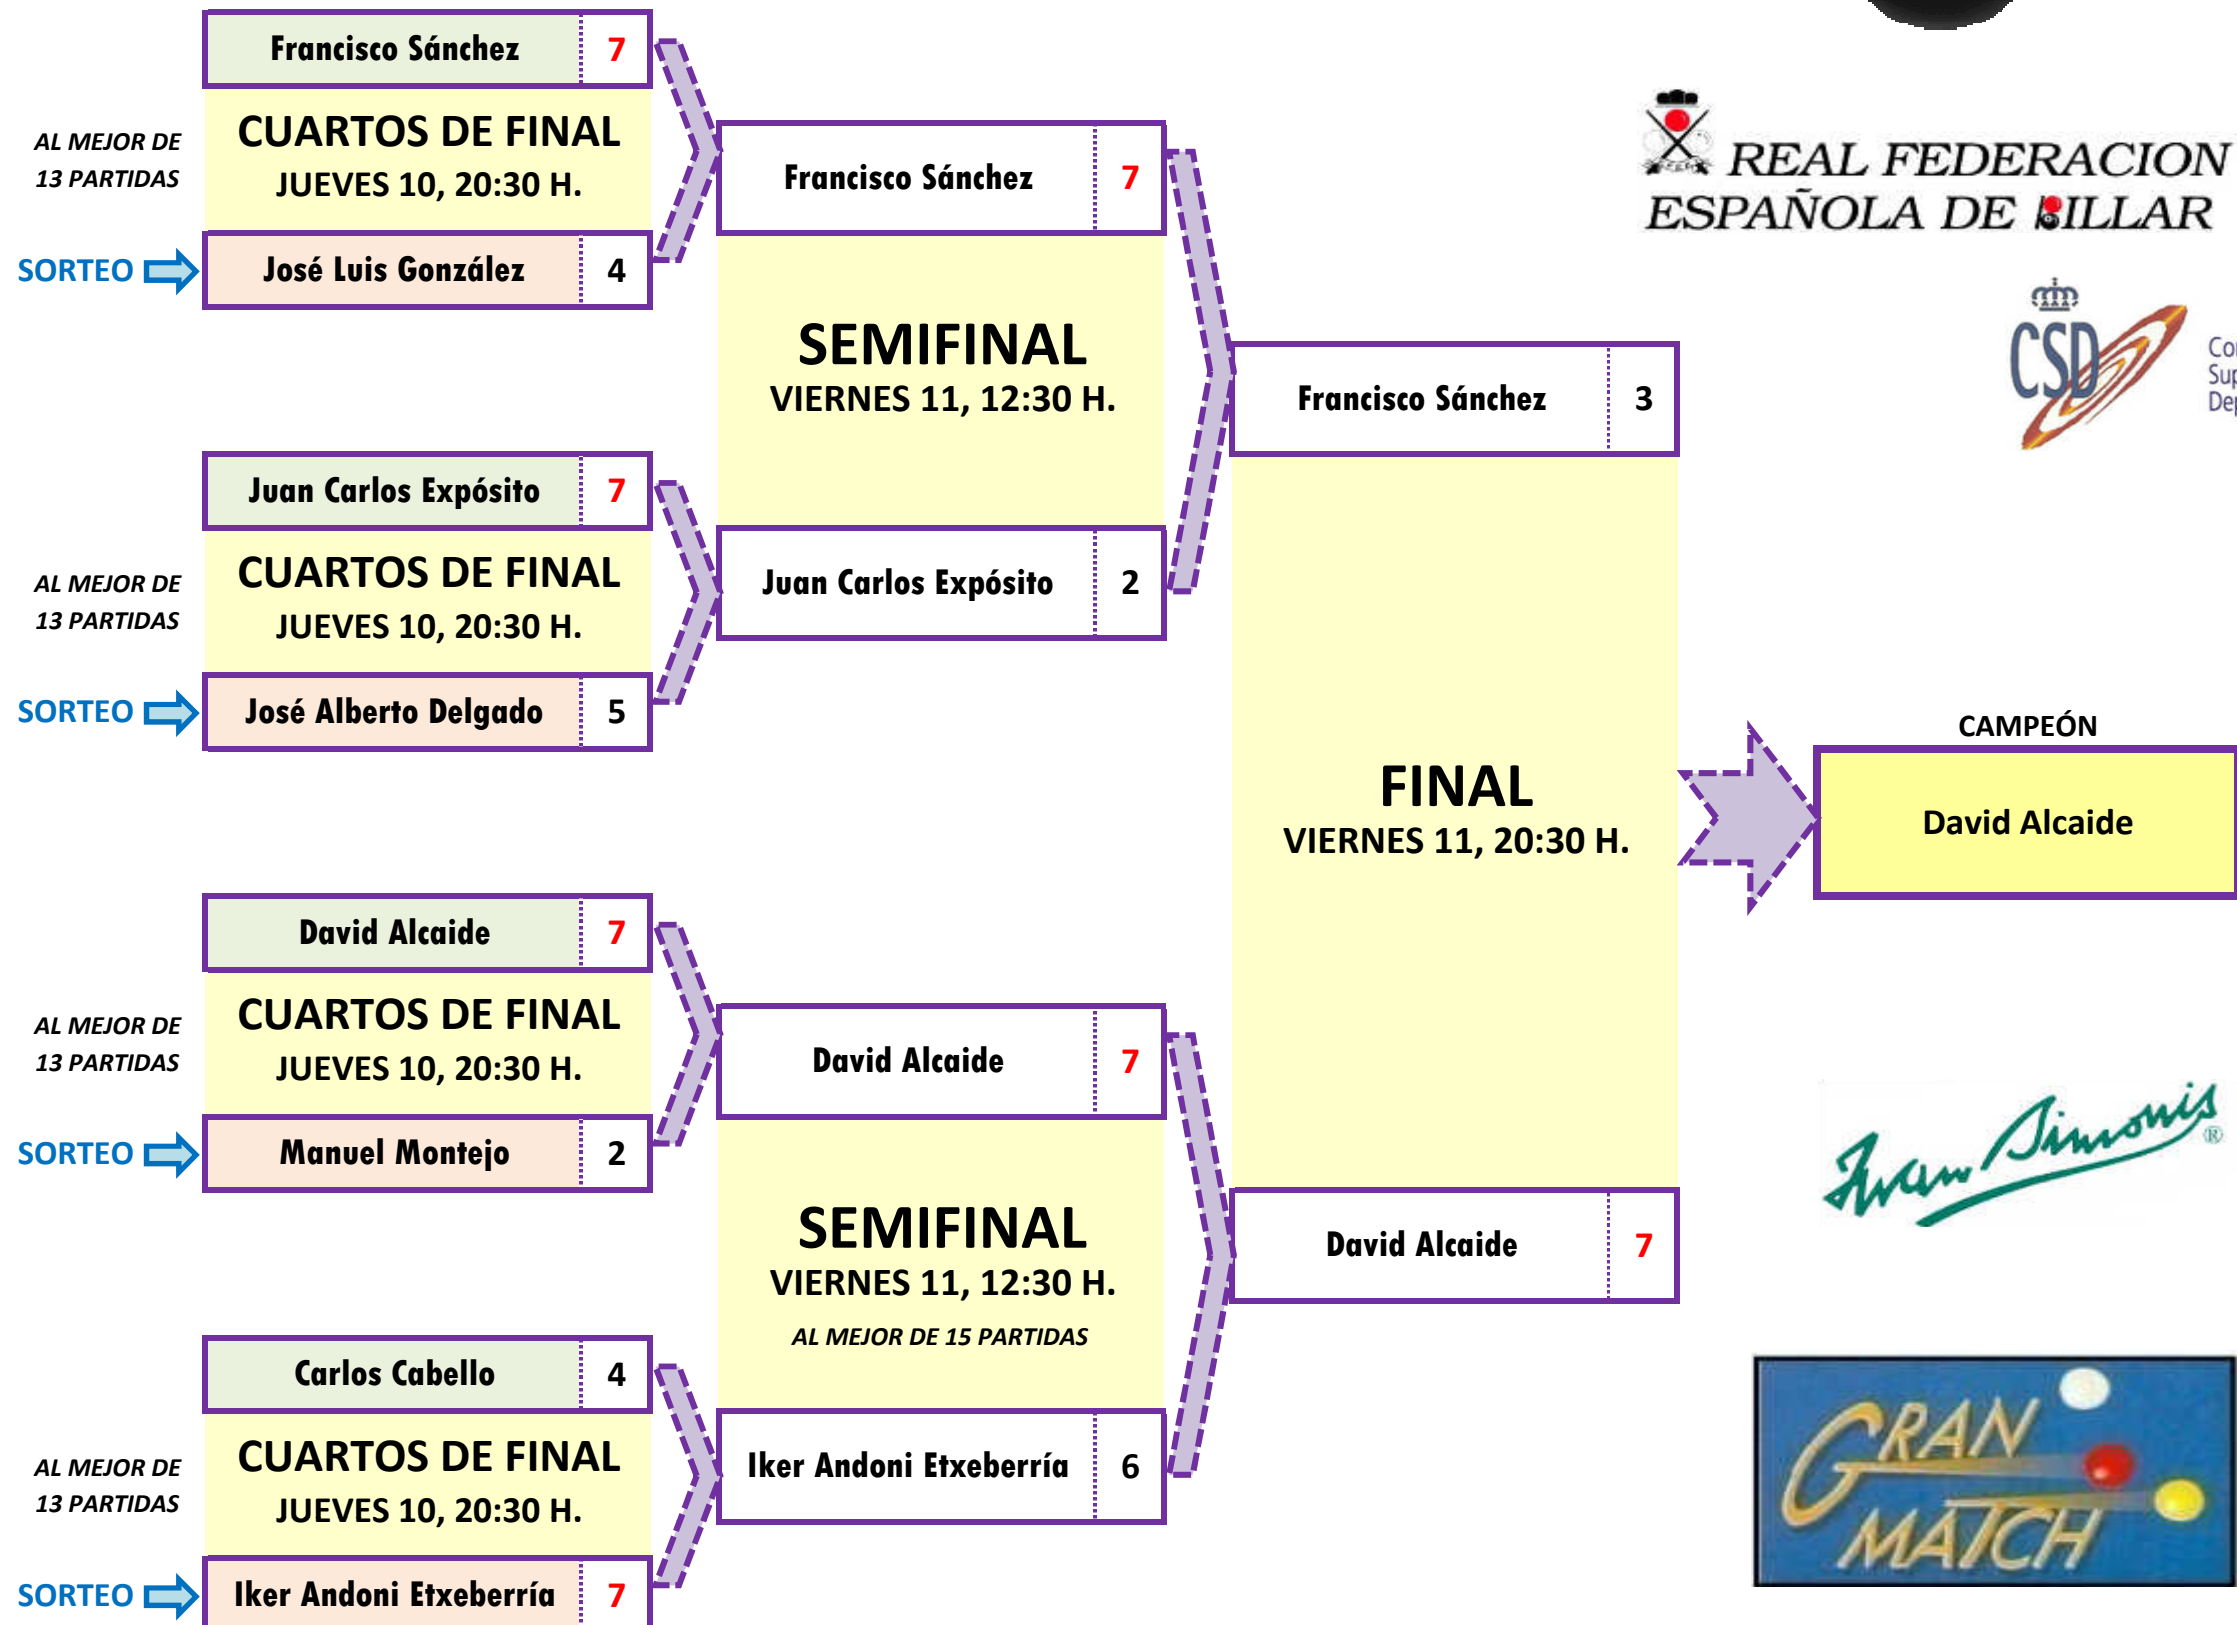 Francisco Sánchez 7
AL MEJOR DE
13 PARTIDAS
CUARTOS DE FINAL
JUEVES 10, 20:30 H.
SORTEO
José Luis González 4
Juan Carlos Expósito 7
AL MEJOR DE
13 PARTIDAS
CUARTOS DE FINAL
JUEVES 10, 20:30 H.
SORTEO
José Alberto Delgado 5
David Alcaide 7
AL MEJOR DE
13 PARTIDAS
CUARTOS DE FINAL
JUEVES 10, 20:30 H.
SORTEO
Manuel Montejo 2
Carlos Cabello 4
AL MEJOR DE
13 PARTIDAS
CUARTOS DE FINAL
JUEVES 10, 20:30 H.
SORTEO
Iker Andoni Etxeberría 7
Francisco Sánchez 7
SEMIFINAL
VIERNES 11, 12:30 H.
Juan Carlos Expósito 2
David Alcaide 7
SEMIFINAL
VIERNES 11, 12:30 H.
AL MEJOR DE 15 PARTIDAS
Iker Andoni Etxeberría 6
Francisco Sánchez 3
FINAL
VIERNES 11, 20:30 H.
David Alcaide 7
CAMPEÓN
David Alcaide
REAL FEDERACION
ESPAÑOLA DE BILLAR
CSD
Iwan Simonis ®
GRAN
MATCH